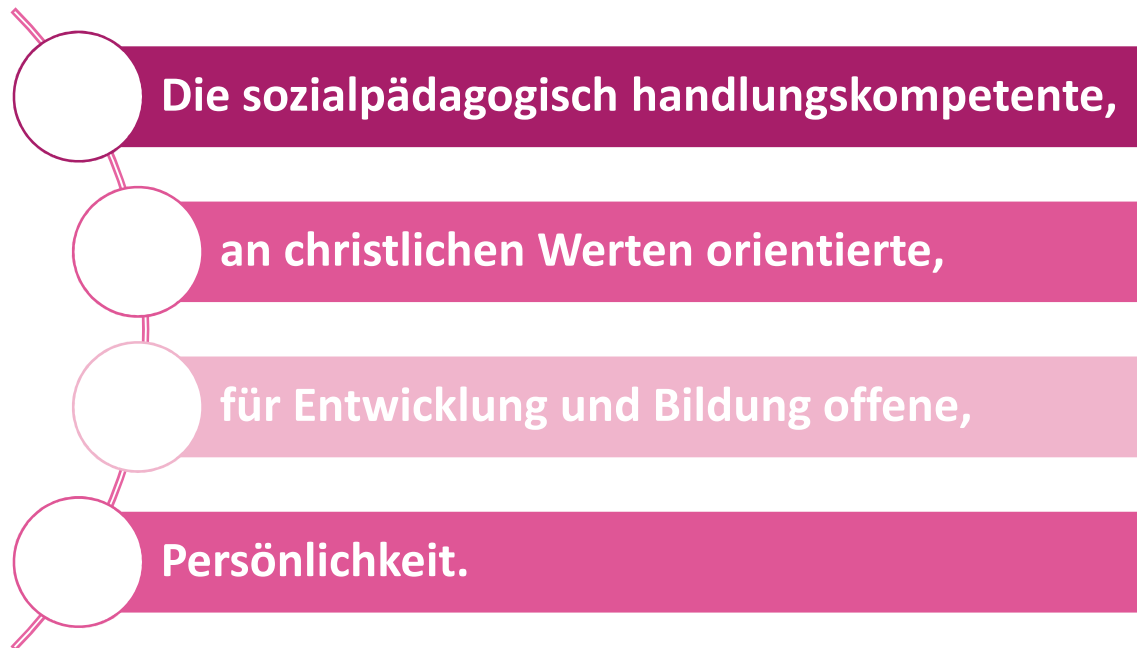 Die sozialpädagogisch handlungskompetente,
an christlichen Werten orientierte,
für Entwicklung und Bildung offene,
Persönlichkeit.